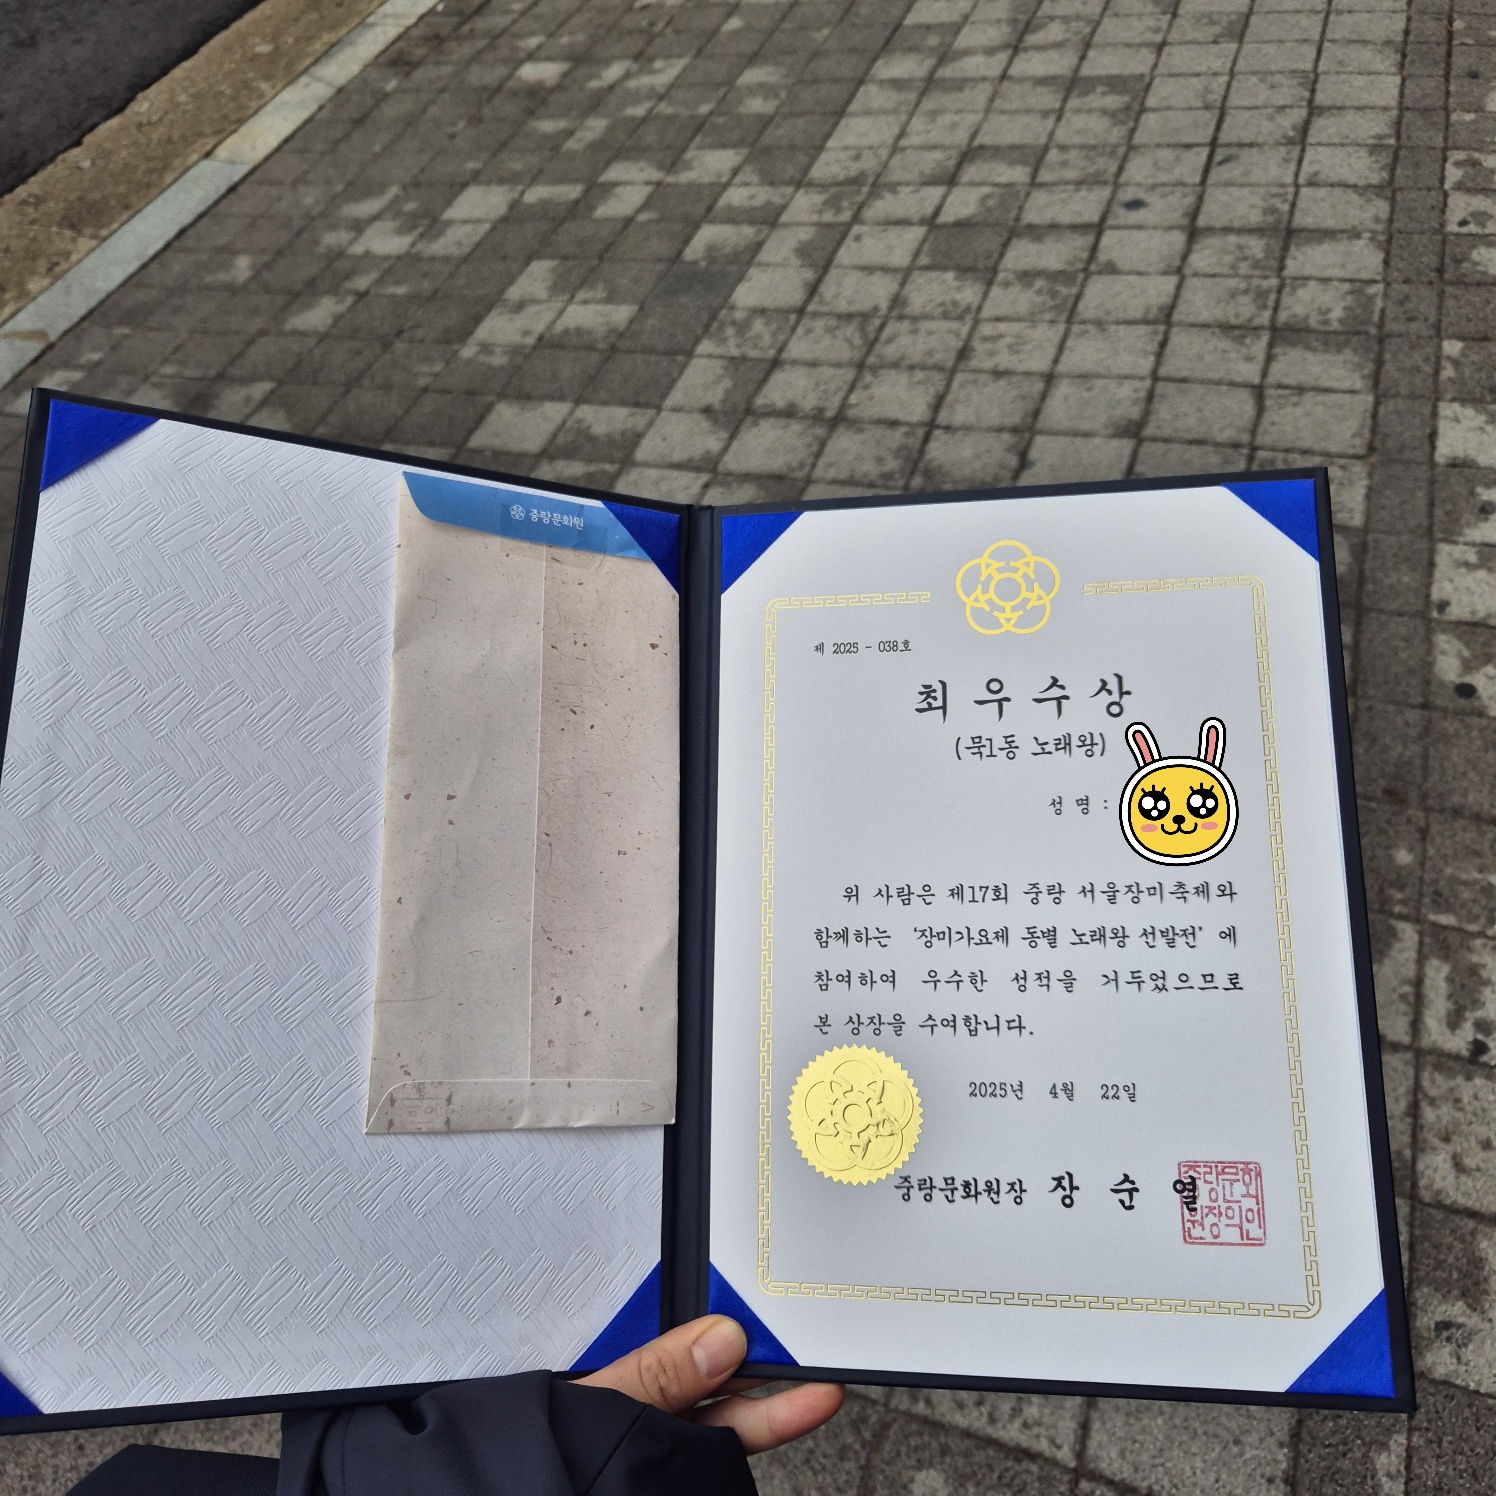 중랑문화원
제 2025 - 038호
최우수상
(묵1동 노래왕)
성 명 :
위 사람은 제17회 중랑 서울장미축제와
함께하는 '장미가요제 동별 노래왕 선발전' 에
참여하여 우수한 성적을 거두었으므로
본 상장을 수여합니다.
2025년 4월 22일
중랑문화원장 장 순 열
중랑문화
원장의인